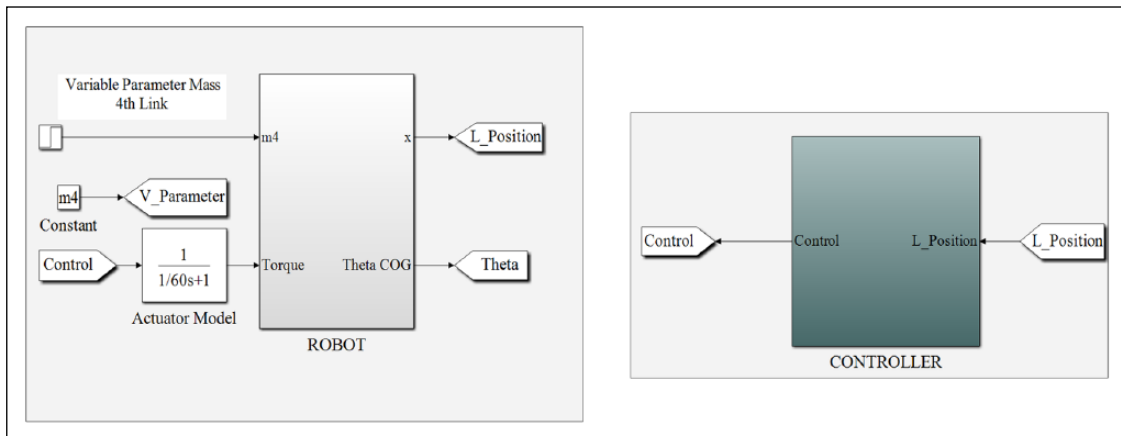 Variable Parameter Mass
4th Link
m4
x
L_Position
m4
V_Parameter
Constant
Control
1
1/60s+1
Torque
Theta COG
Theta
Actuator Model
ROBOT
Control
Control
L_Position
L_Position
CONTROLLER